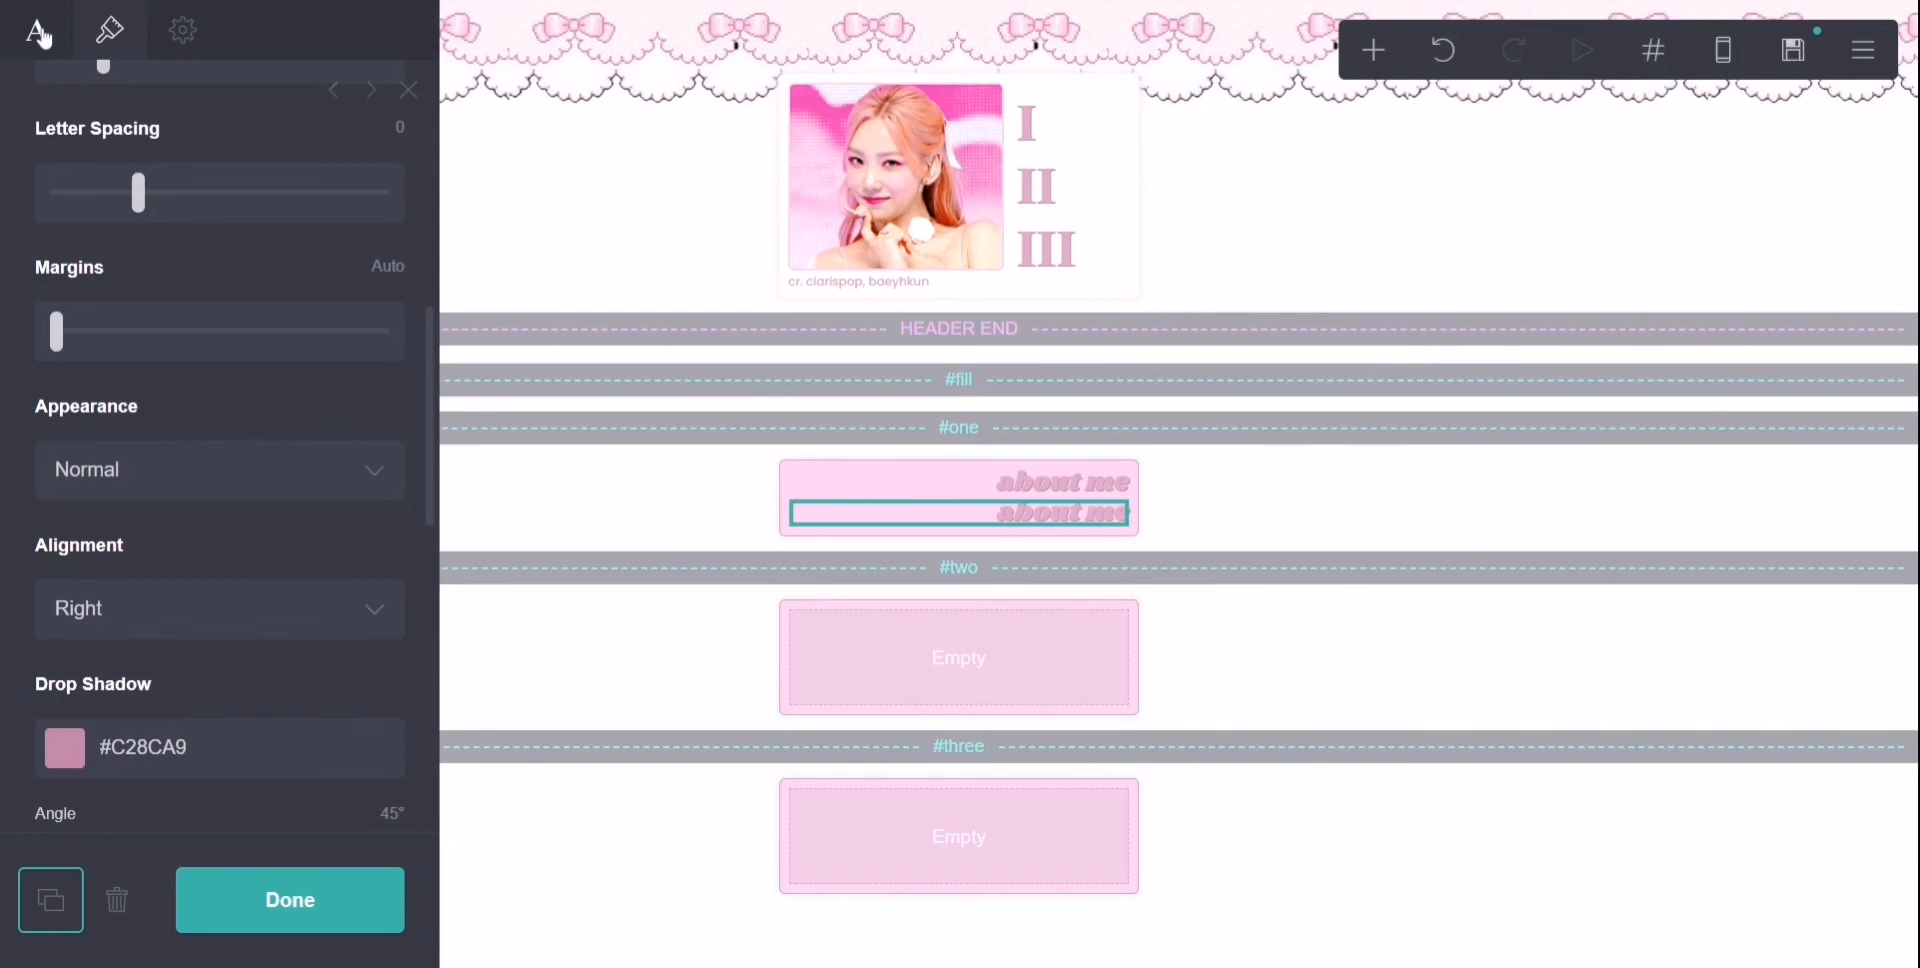 A
Letter Spacing
0
Margins
Auto
Appearance
Normal
Alignment
Right
Drop Shadow
#C28CA9
Angle
45°
Done
I
II
III
cr. clarispop, baeyhkun
HEADER END
#fill
#one
about me
about me
#two
Empty
#three
Empty